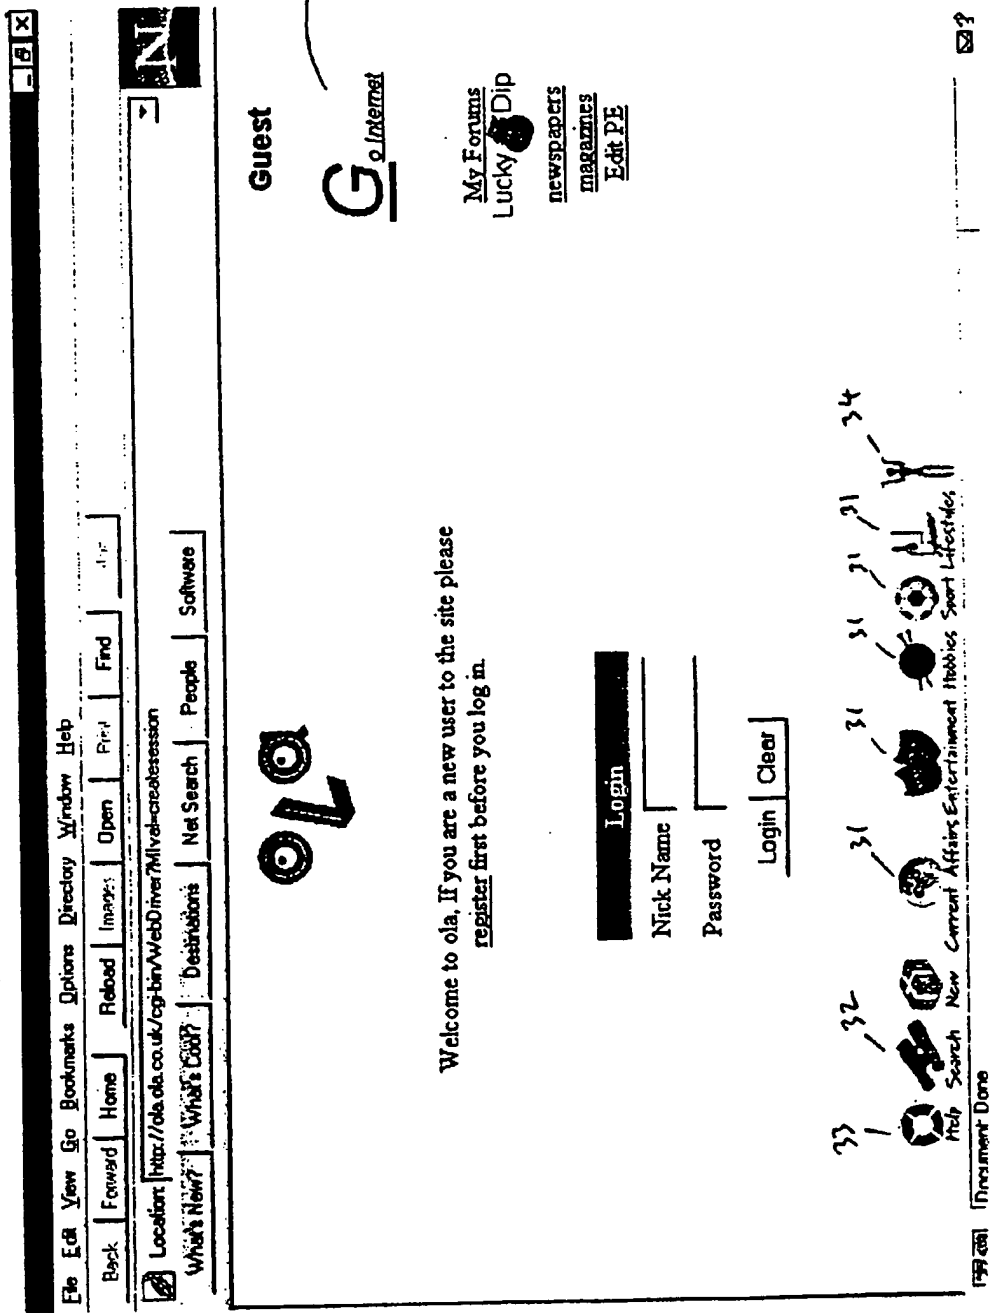 File Edit View Go Bookmarks Options Directory Window Help
Back Forward Home Reload Images Open Print Find
Location: http://ola.ola.co.uk/cgi-bin/WebDriver?MIval=createsession
What's New? What's Cool? Destinations Net Search People Software
N
ola
Guest
Go Internet
Welcome to ola, If you are a new user to the site please
register first before you log in.
My Forums
Lucky Dip
newspapers
magazines
Edit PE
Login
Nick Name
Password
Login Clear
33 32 31 31 31 31 31 34
Help Search New Current Affairs Entertainment Hobbies Sport Lifestyles
Document Done